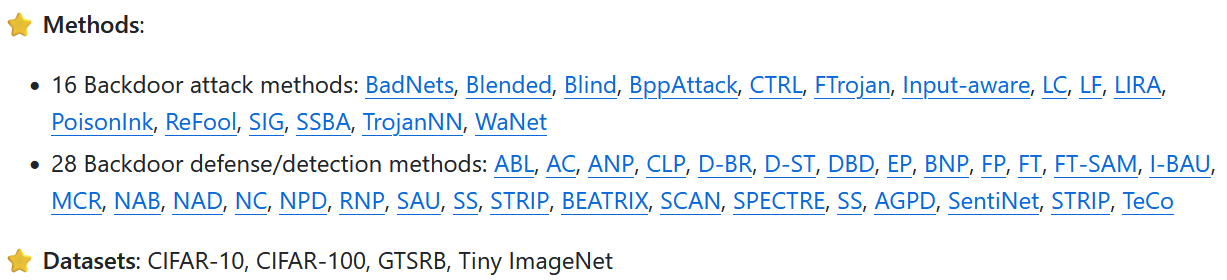 ⭐ Methods:
• 16 Backdoor attack methods: BadNets, Blended, Blind, BppAttack, CTRL, FTrojan, Input-aware, LC, LF, LIRA,
PoisonInk, ReFool, SIG, SSBA, TrojanNN, WaNet
• 28 Backdoor defense/detection methods: ABL, AC, ANP, CLP, D-BR, D-ST, DBD, EP, BNP, FP, FT, FT-SAM, I-BAU,
MCR, NAB, NAD, NC, NPD, RNP, SAU, SS, STRIP, BEATRIX, SCAN, SPECTRE, SS, AGPD, SentiNet, STRIP, TeCo
⭐ Datasets: CIFAR-10, CIFAR-100, GTSRB, Tiny ImageNet